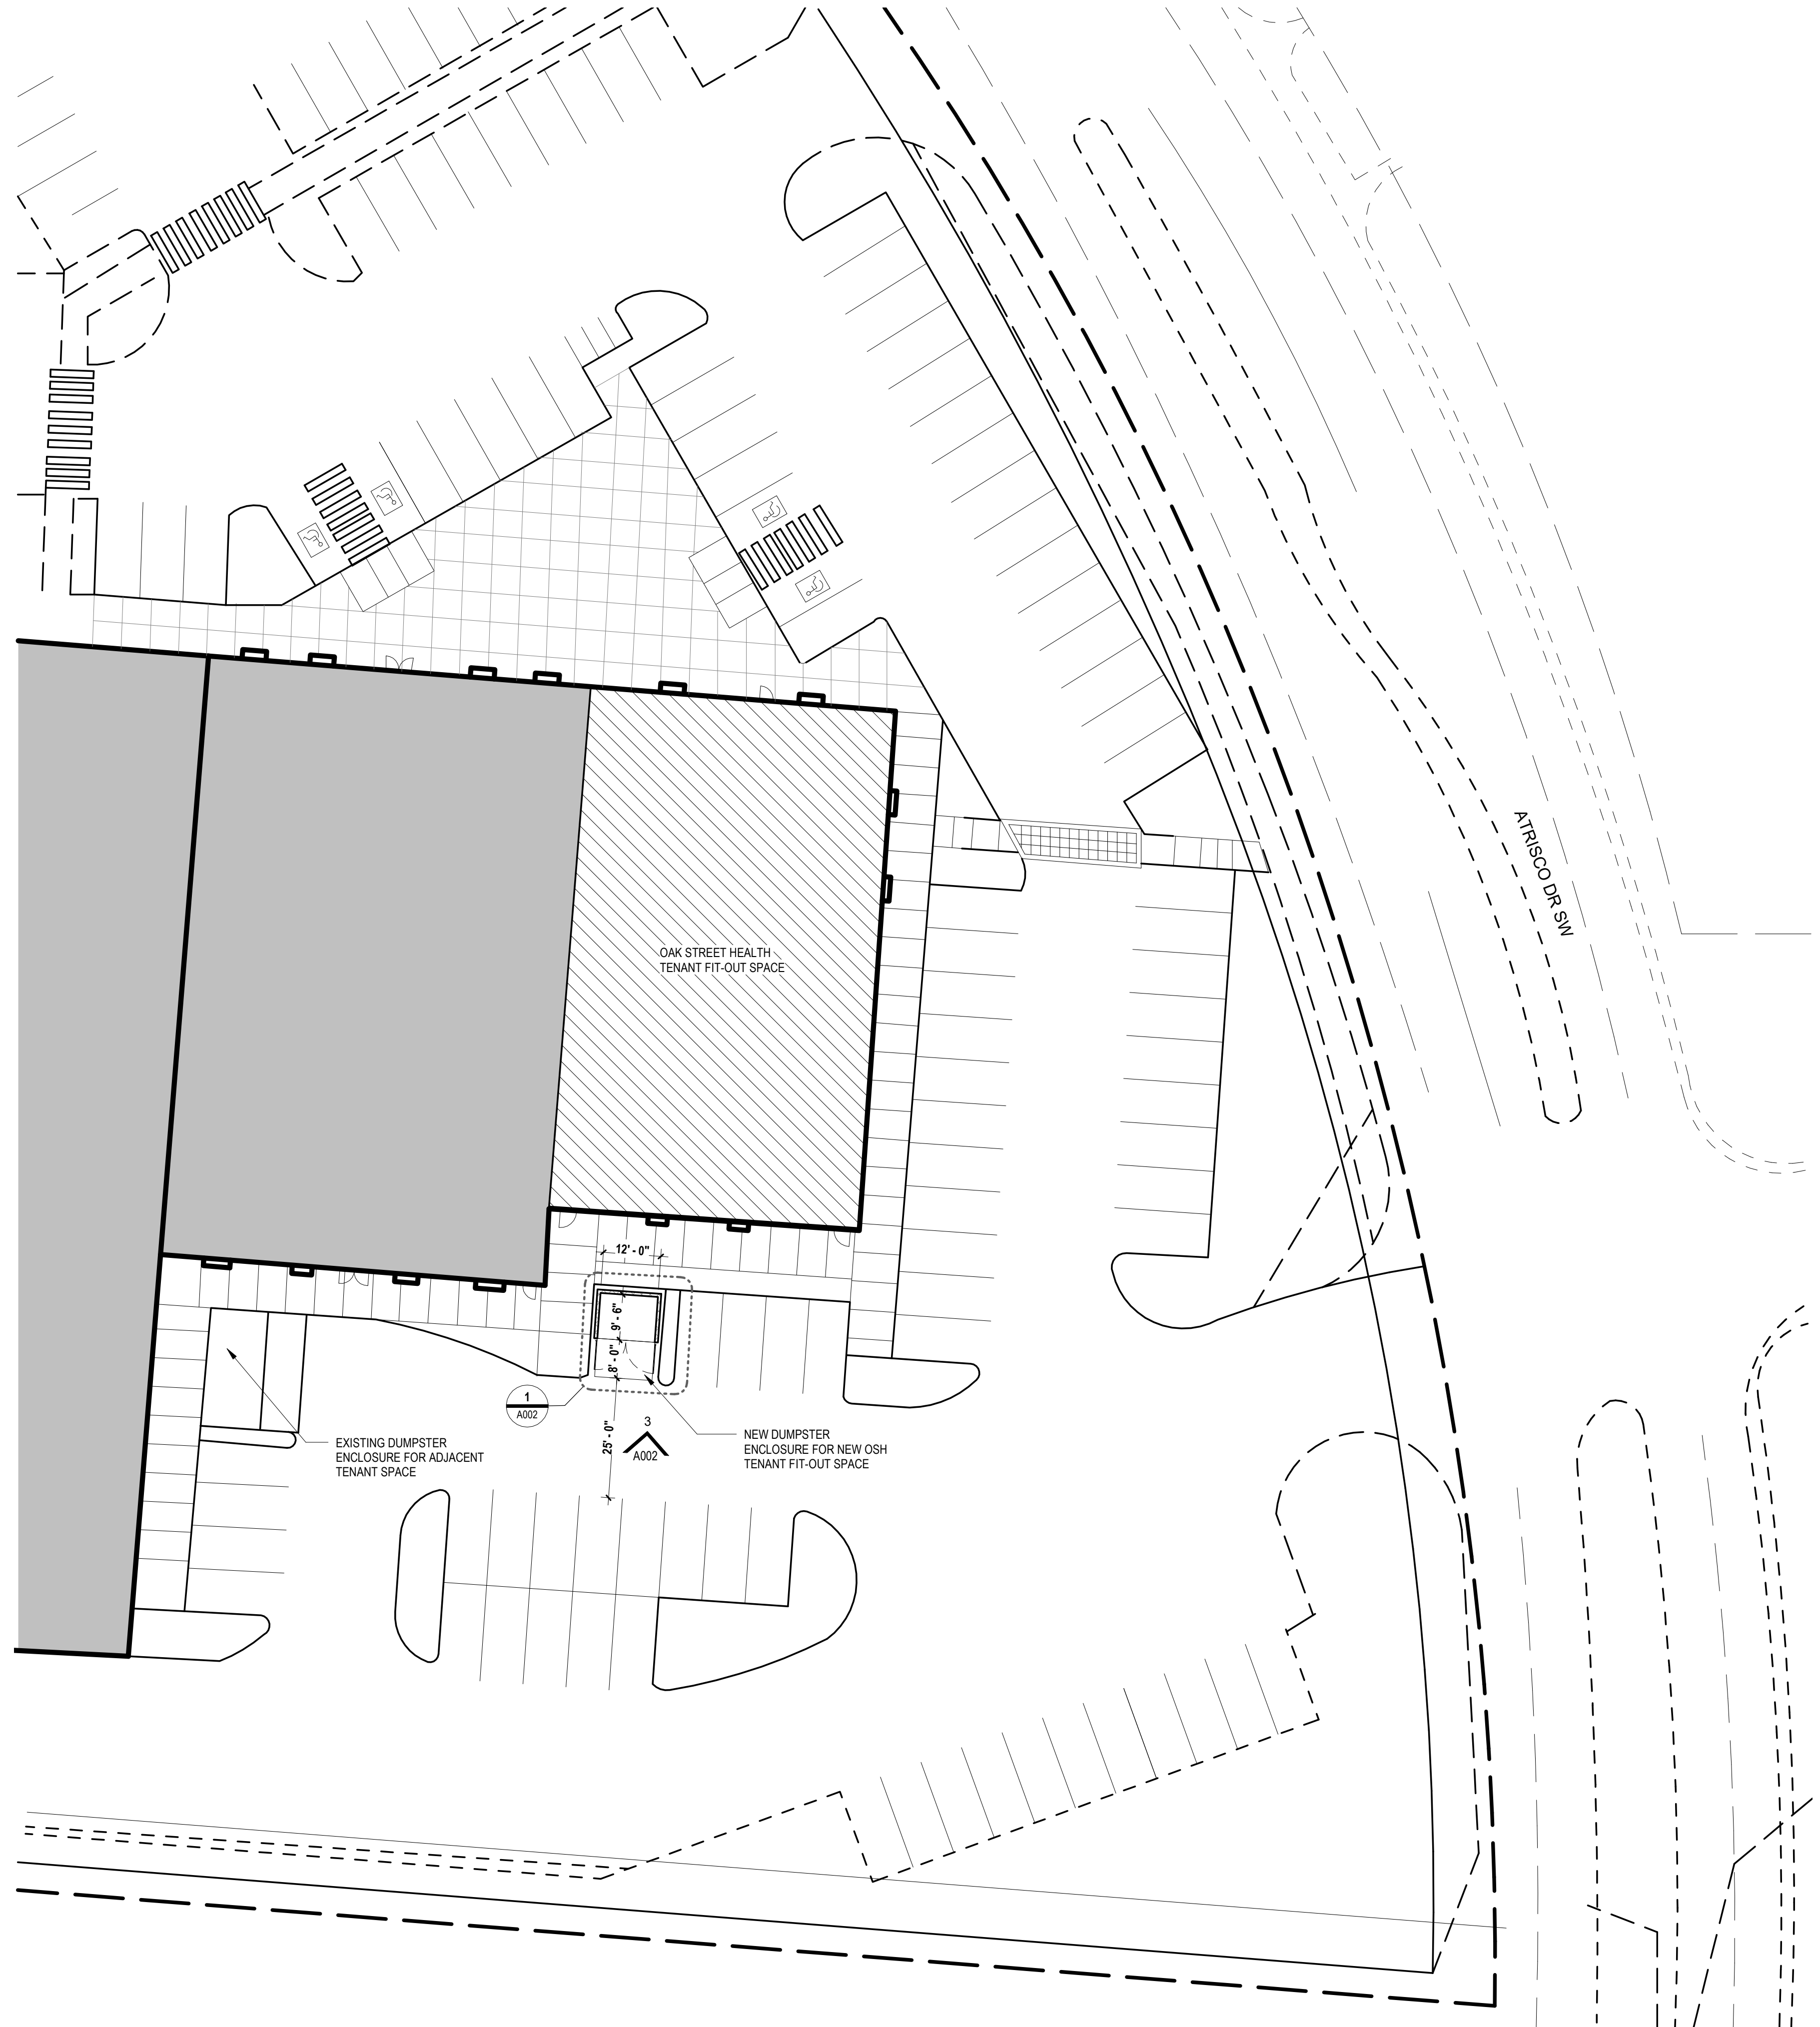 ATRISCO DR SW
OAK STREET HEALTH
TENANT FIT-OUT SPACE
12' - 0"
9' - 6"
8' - 0"
25' - 0"
1
A002
3
A002
NEW DUMPSTER
ENCLOSURE FOR NEW OSH
TENANT FIT-OUT SPACE
EXISTING DUMPSTER
ENCLOSURE FOR ADJACENT
TENANT SPACE